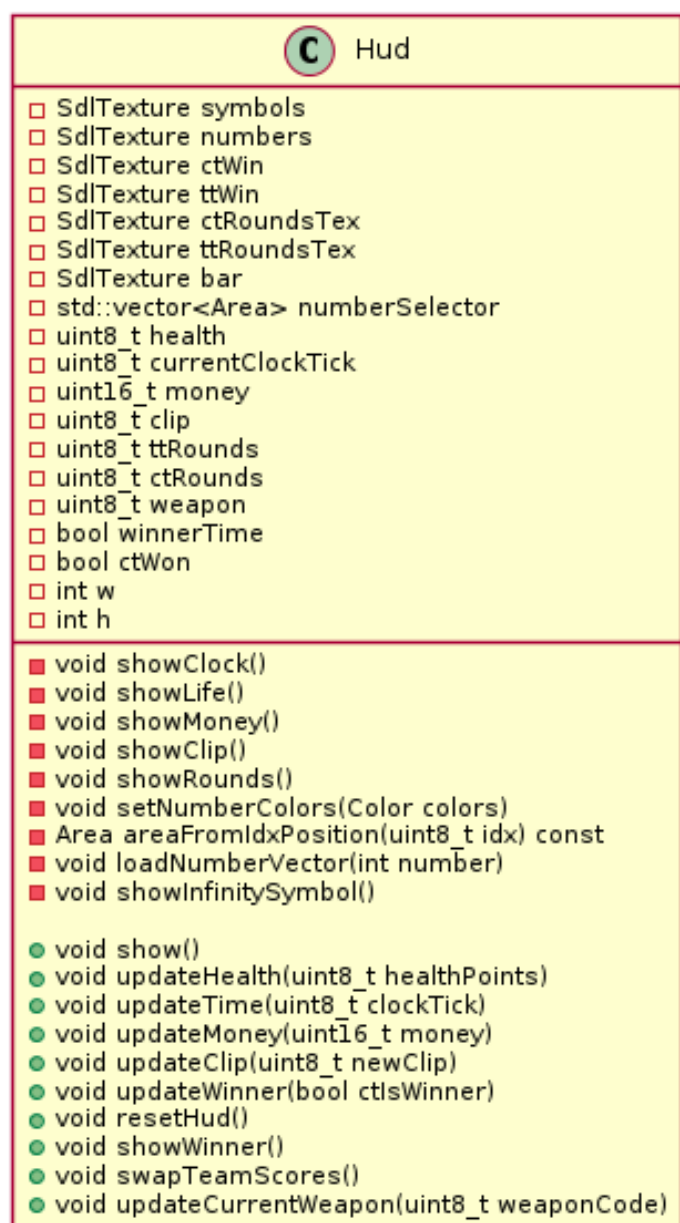 C Hud
SdlTexture symbols
SdlTexture numbers
SdlTexture ctWin
SdlTexture ttWin
SdlTexture ctRoundsTex
SdlTexture ttRoundsTex
SdlTexture bar
std::vector<Area> numberSelector
uint8_t health
uint8_t currentClockTick
uint16_t money
uint8_t clip
uint8_t ttRounds
uint8_t ctRounds
uint8_t weapon
bool winnerTime
bool ctWon
int w
int h
void showClock()
void showLife()
void showMoney()
void showClip()
void showRounds()
void setNumberColors(Color colors)
Area areaFromIdxPosition(uint8_t idx) const
void loadNumberVector(int number)
void showInfinitySymbol()
void show()
void updateHealth(uint8_t healthPoints)
void updateTime(uint8_t clockTick)
void updateMoney(uint16_t money)
void updateClip(uint8_t newClip)
void updateWinner(bool ctIsWinner)
void resetHud()
void showWinner()
void swapTeamScores()
void updateCurrentWeapon(uint8_t weaponCode)